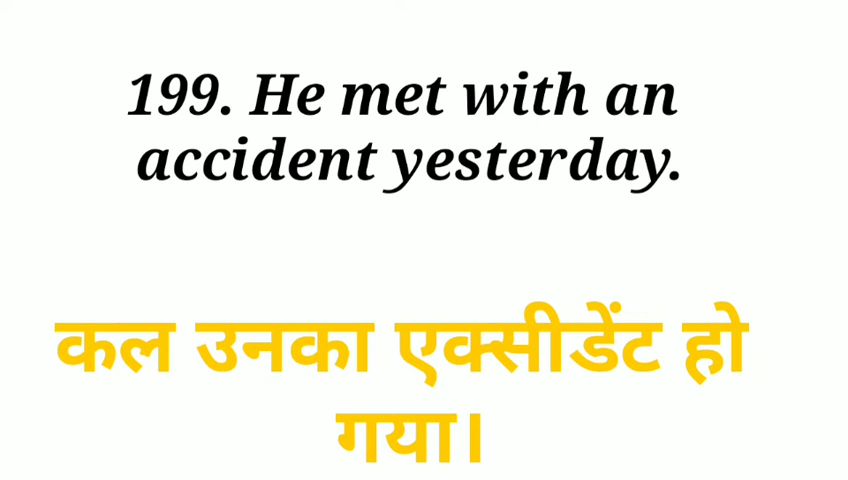 199. He met with an
accident yesterday.
कल उनका एक्सीडेंट हो
गया।